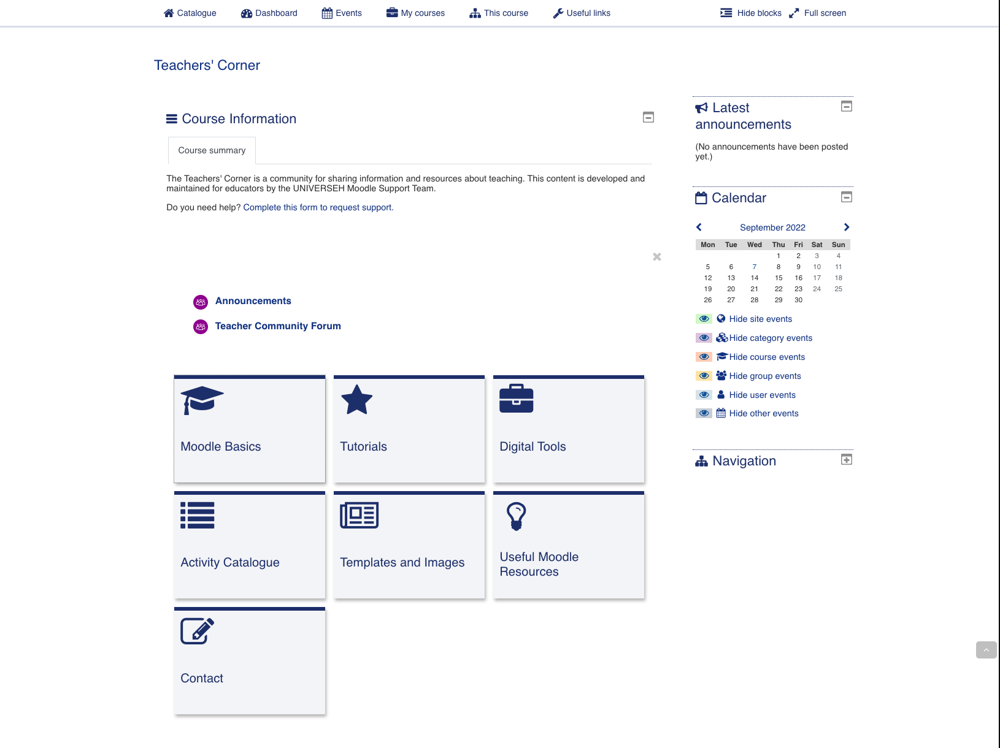 Catalogue Dashboard Events My courses This course Useful links Hide blocks Full screen
Teachers' Corner
Course Information
Course summary
The Teachers' Corner is a community for sharing information and resources about teaching. This content is developed and
maintained for educators by the UNIVERSEH Moodle Support Team.
Do you need help? Complete this form to request support.
Announcements
Teacher Community Forum
Moodle Basics
Tutorials
Digital Tools
Activity Catalogue
Templates and Images
Useful Moodle
Resources
Contact
Latest
announcements
(No announcements have been posted
yet.)
Calendar
September 2022
Mon Tue Wed Thu Fri Sat Sun
1 2 3 4
5 6 7 8 9 10 11
12 13 14 15 16 17 18
19 20 21 22 23 24 25
26 27 28 29 30
Hide site events
Hide category events
Hide course events
Hide group events
Hide user events
Hide other events
Navigation